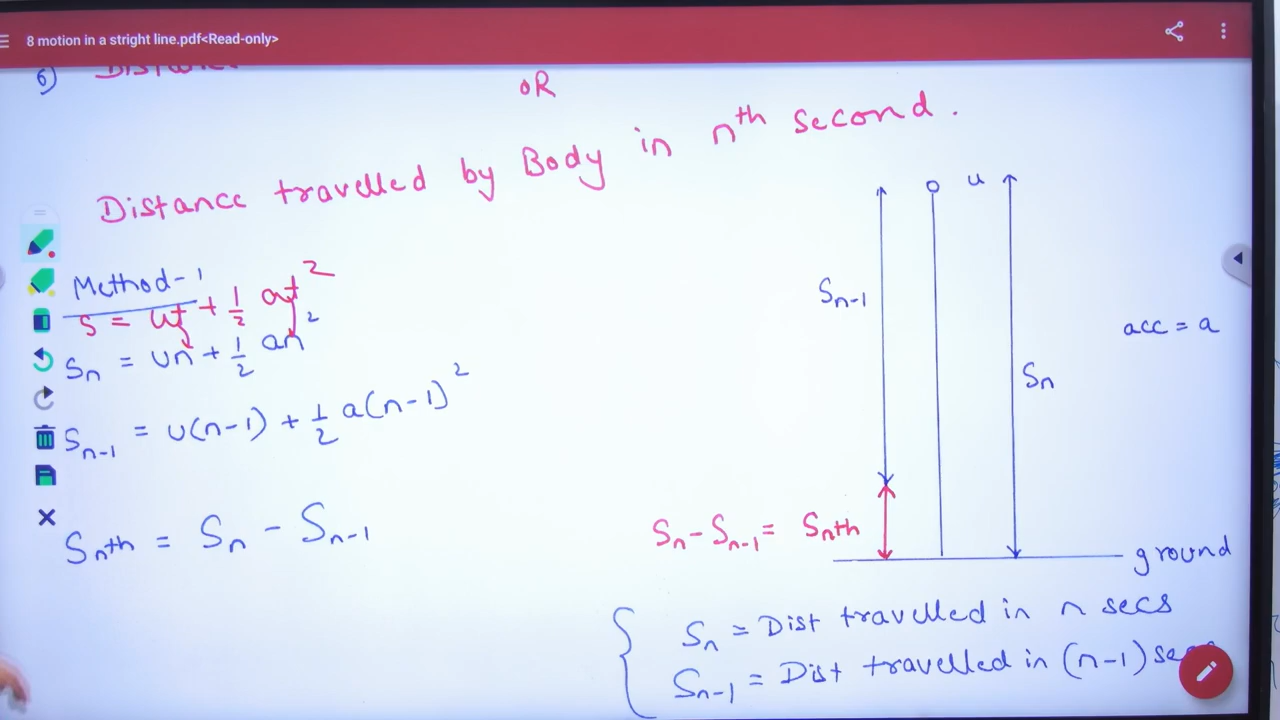 8 motion in a stright line.pdf<Read-only>
6)
OR
Distance travelled by Body in nth second.
Method-1
S = ut + 1/2 at²
Sn = un + 1/2 an²
Sn-1 = u(n-1) + 1/2 a(n-1)²
Snth = Sn - Sn-1
u
Sn-1
acc = a
Sn
Sn - Sn-1 = Snth
ground
Sn = Dist travelled in n secs
Sn-1 = Dist travelled in (n-1)